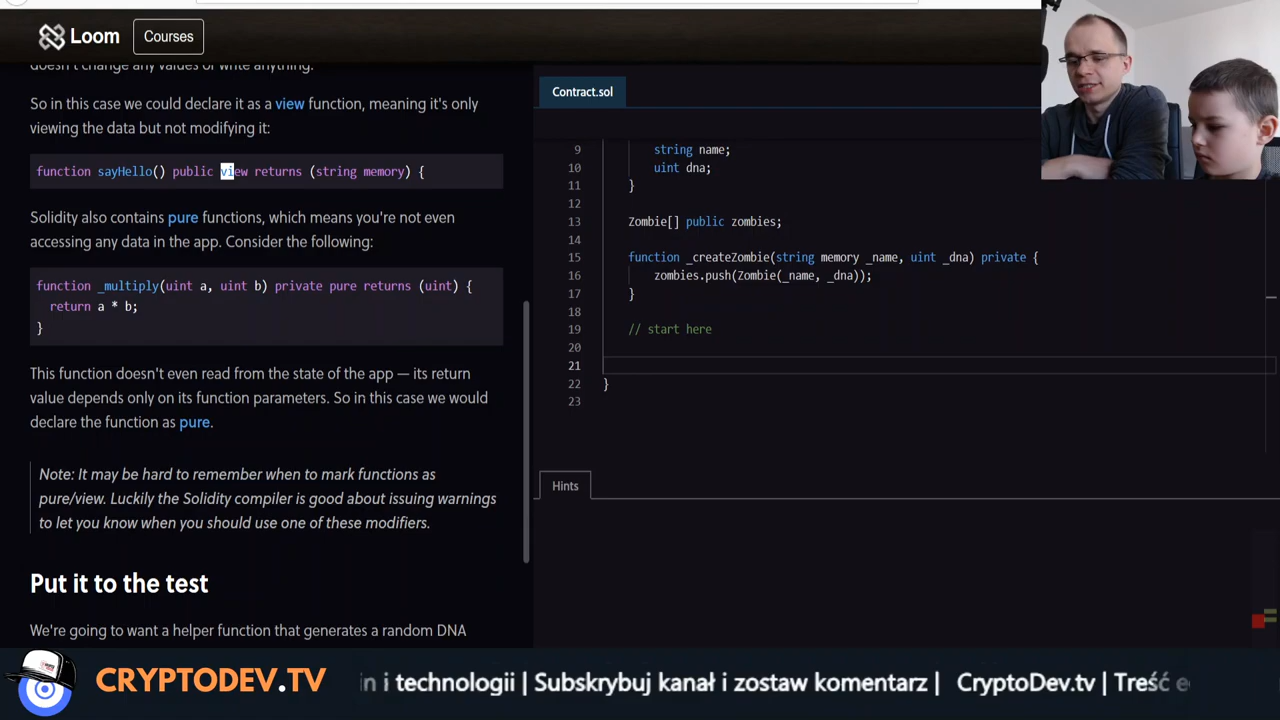 Loom
Courses
doesn't change any values or write anything.
So in this case we could declare it as a view function, meaning it's only
viewing the data but not modifying it:
function sayHello() public view returns (string memory) {
Solidity also contains pure functions, which means you're not even
accessing any data in the app. Consider the following:
function _multiply(uint a, uint b) private pure returns (uint) {
return a * b;
}
This function doesn't even read from the state of the app — its return
value depends only on its function parameters. So in this case we would
declare the function as pure.
Note: It may be hard to remember when to mark functions as
pure/view. Luckily the Solidity compiler is good about issuing warnings
to let you know when you should use one of these modifiers.
Put it to the test
We're going to want a helper function that generates a random DNA
Contract.sol
9 string name;
10 uint dna;
11 }
12
13 Zombie[] public zombies;
14
15 function _createZombie(string memory _name, uint _dna) private {
16 zombies.push(Zombie(_name, _dna));
17 }
18
19 // start here
20
21
22 }
23
Hints
CRYPTODEV.TV
in i technologii | Subskrybuj kanał i zostaw komentarz | CryptoDev.tv | Treść e